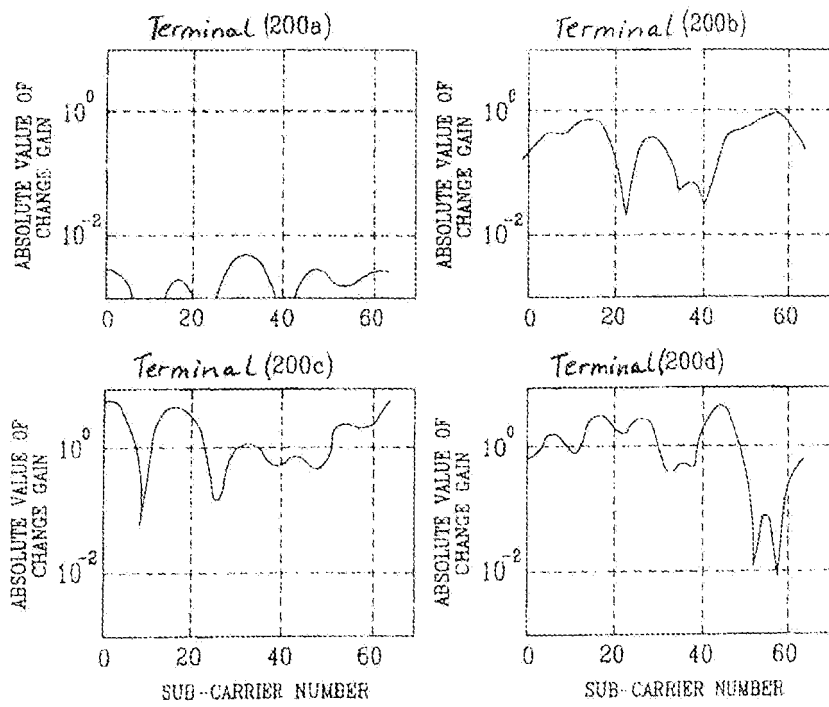 Terminal (200a)
ABSOLUTE VALUE OF
CHANGE GAIN
10^0
10^-2
0 20 40 60
Terminal (200b)
ABSOLUTE VALUE OF
CHANGE GAIN
10^0
10^-2
0 20 40 60
Terminal (200c)
ABSOLUTE VALUE OF
CHANGE GAIN
10^0
10^-2
0 20 40 60
SUB-CARRIER NUMBER
Terminal (200d)
ABSOLUTE VALUE OF
CHANGE GAIN
10^0
10^-2
0 20 40 60
SUB-CARRIER NUMBER